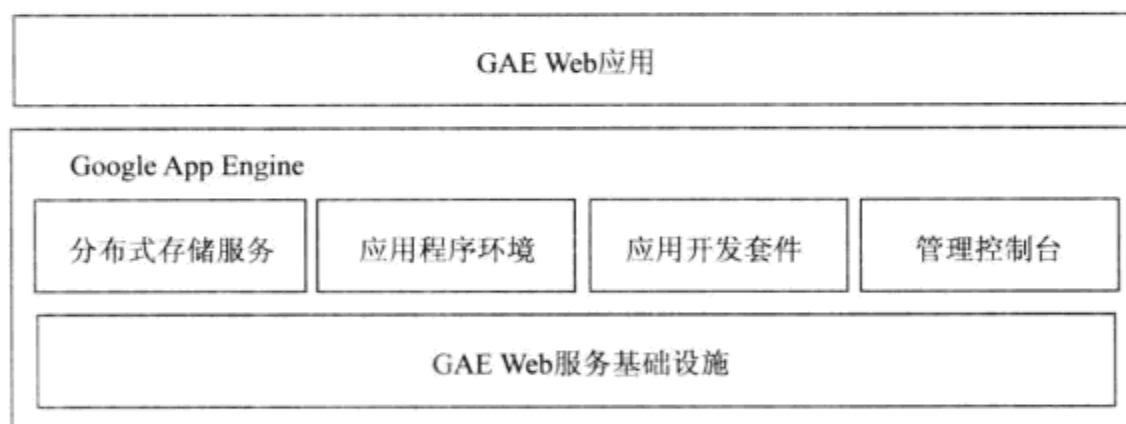 GAE Web应用
Google App Engine
分布式存储服务
应用程序环境
应用开发套件
管理控制台
GAE Web服务基础设施